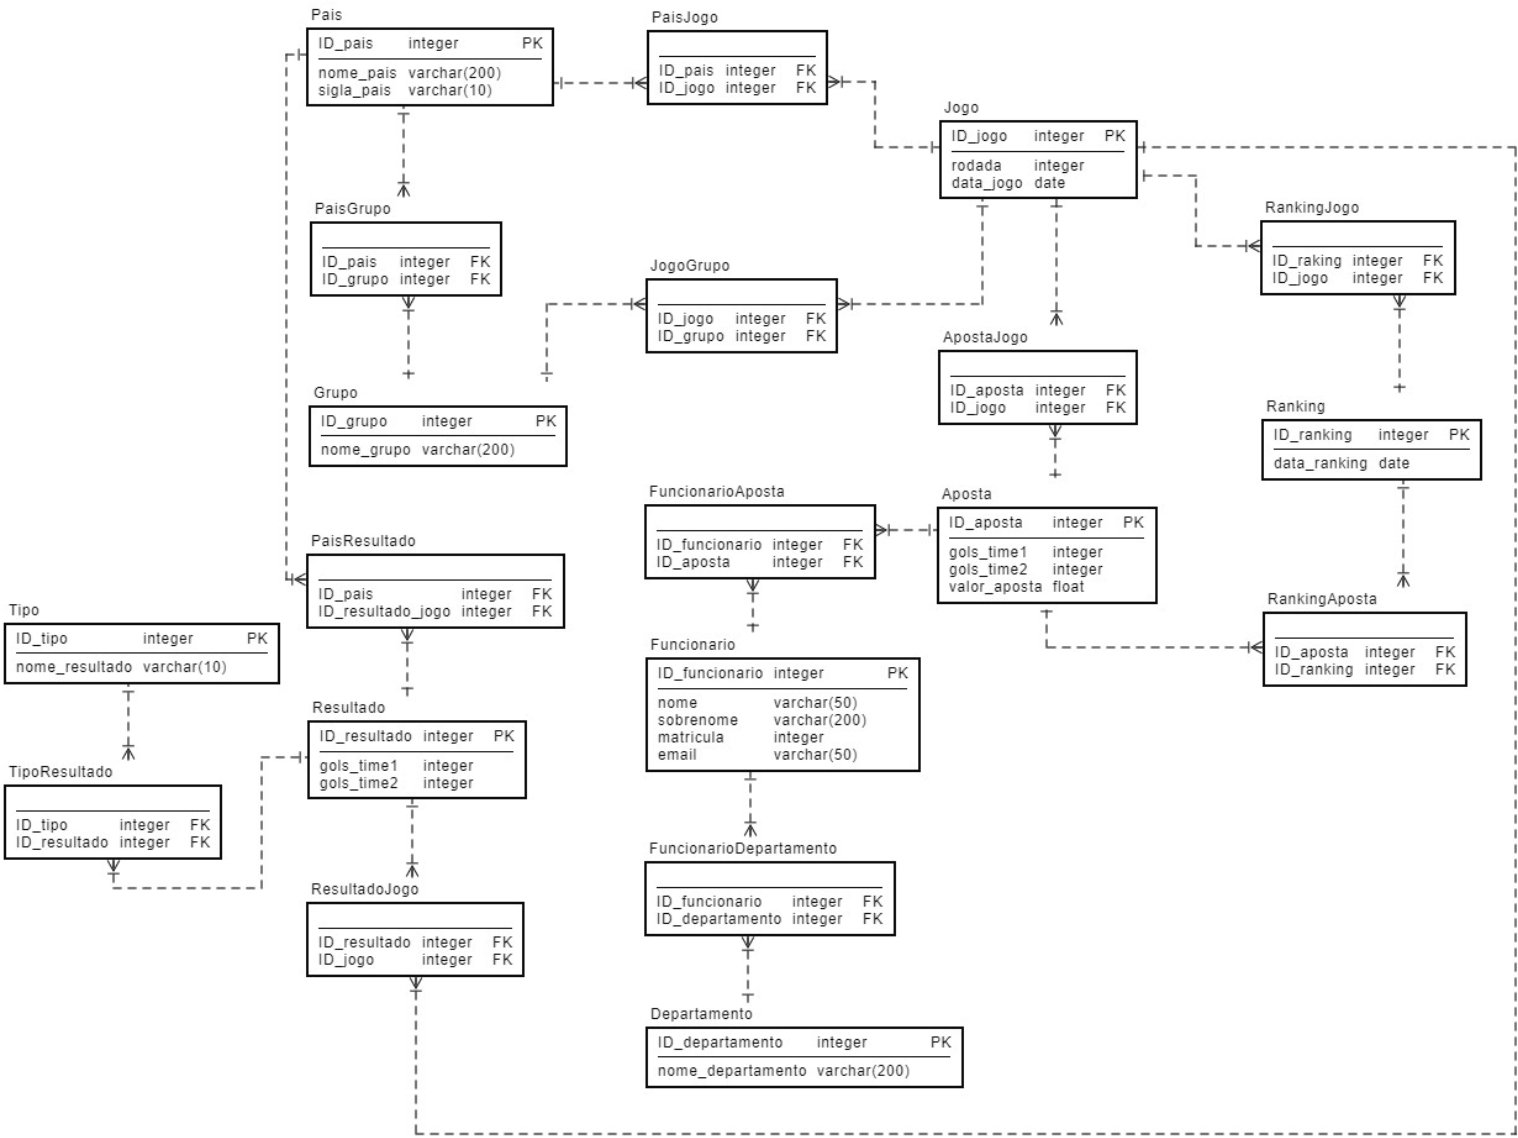 Pais
ID_pais integer PK
nome_pais varchar(200)
sigla_pais varchar(10)
PaisJogo
ID_pais integer FK
ID_jogo integer FK
Jogo
ID_jogo integer PK
rodada integer
data_jogo date
PaisGrupo
ID_pais integer FK
ID_grupo integer FK
JogoGrupo
ID_jogo integer FK
ID_grupo integer FK
RankingJogo
ID_raking integer FK
ID_jogo integer FK
Grupo
ID_grupo integer PK
nome_grupo varchar(200)
ApostaJogo
ID_aposta integer FK
ID_jogo integer FK
Ranking
ID_ranking integer PK
data_ranking date
FuncionarioAposta
ID_funcionario integer FK
ID_aposta integer FK
Aposta
ID_aposta integer PK
gols_time1 integer
gols_time2 integer
valor_aposta float
PaisResultado
ID_pais integer FK
ID_resultado_jogo integer FK
Tipo
ID_tipo integer PK
nome_resultado varchar(10)
RankingAposta
ID_aposta integer FK
ID_ranking integer FK
Funcionario
ID_funcionario integer PK
nome varchar(50)
sobrenome varchar(200)
matricula integer
email varchar(50)
Resultado
ID_resultado integer PK
gols_time1 integer
gols_time2 integer
TipoResultado
ID_tipo integer FK
ID_resultado integer FK
FuncionarioDepartamento
ID_funcionario integer FK
ID_departamento integer FK
ResultadoJogo
ID_resultado integer FK
ID_jogo integer FK
Departamento
ID_departamento integer PK
nome_departamento varchar(200)